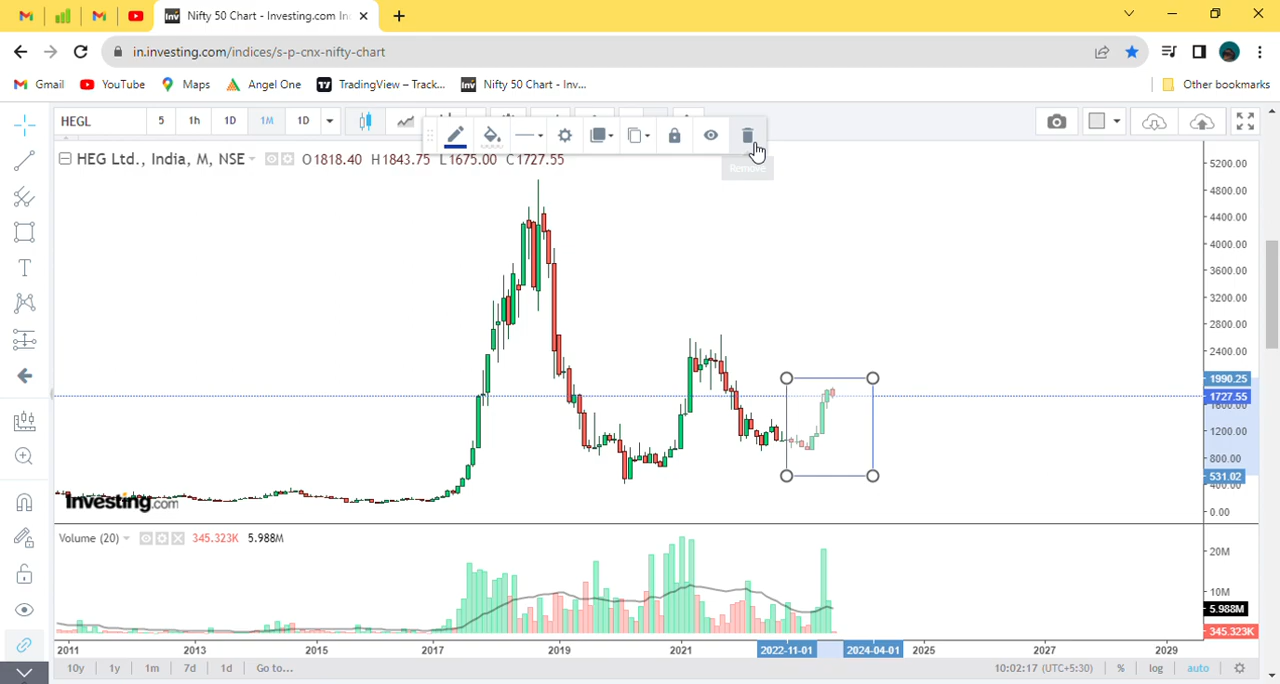 Nifty 50 Chart - Investing.com In
in.investing.com/indices/s-p-cnx-nifty-chart
Gmail YouTube Maps Angel One TradingView – Track... Nifty 50 Chart - Inv... Other bookmarks
HEGL 5 1h 1D 1M 1D
HEG Ltd., India, M, NSE O1818.40 H1843.75 L1675.00 C1727.55
Remove
5200.00
4800.00
4400.00
4000.00
3600.00
3200.00
2800.00
2400.00
1990.25
1727.55
1600.00
1200.00
800.00
531.02
400.00
0.00
Investing.com
Volume (20) 345.323K 5.988M
20M
10M
5.988M
345.323K
2011 2013 2015 2017 2019 2021 2022-11-01 2024-04-01 2025 2027 2029
10y 1y 1m 7d 1d Go to... 10:02:17 (UTC+5:30) % log auto